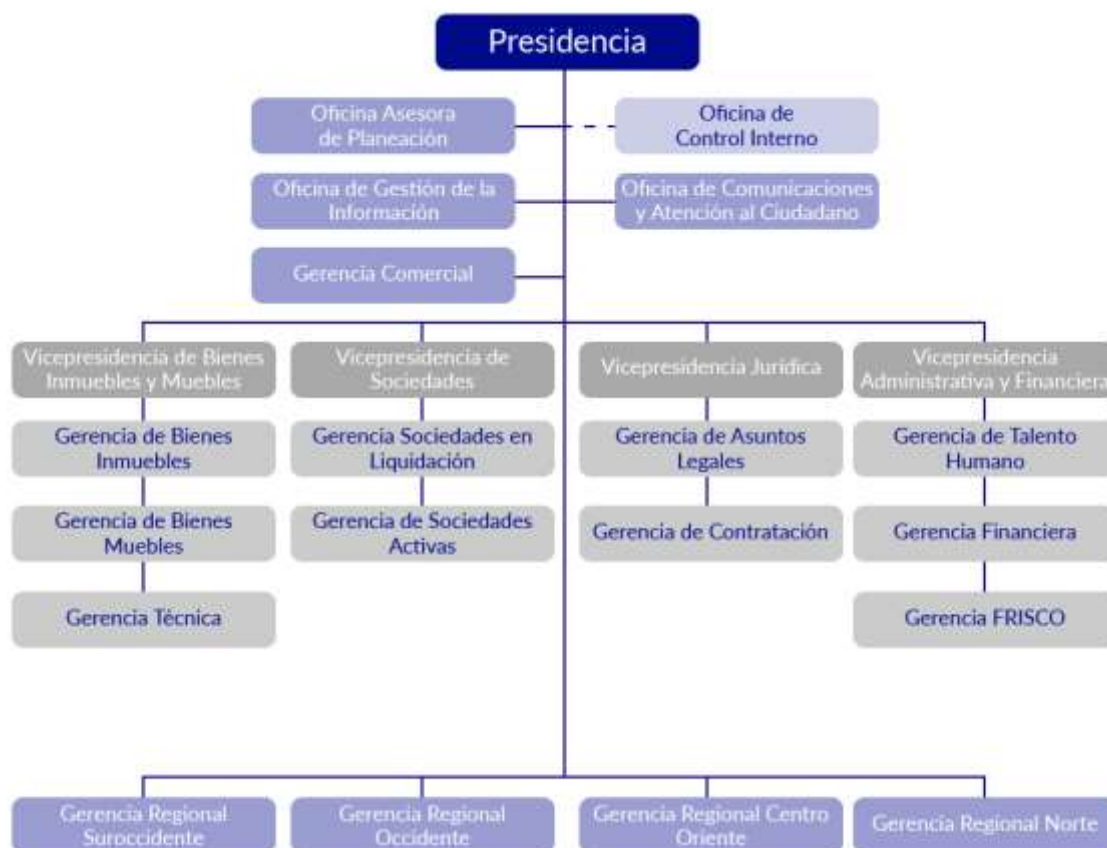 Presidencia
Oficina Asesora
de Planeación
Oficina de
Control Interno
Oficina de Gestión de la
Información
Oficina de Comunicaciones
y Atención al Ciudadano
Gerencia Comercial
Vicepresidencia de Bienes
Inmuebles y Muebles
Vicepresidencia de
Sociedades
Vicepresidencia Jurídica
Vicepresidencia
Administrativa y Financiera
Gerencia de Bienes
Inmuebles
Gerencia Sociedades en
Liquidación
Gerencia de Asuntos
Legales
Gerencia de Talento
Humano
Gerencia de Bienes
Muebles
Gerencia de Sociedades
Activas
Gerencia de Contratación
Gerencia Financiera
Gerencia Técnica
Gerencia FRISCO
Gerencia Regional
Suroccidente
Gerencia Regional
Occidente
Gerencia Regional Centro
Oriente
Gerencia Regional Norte